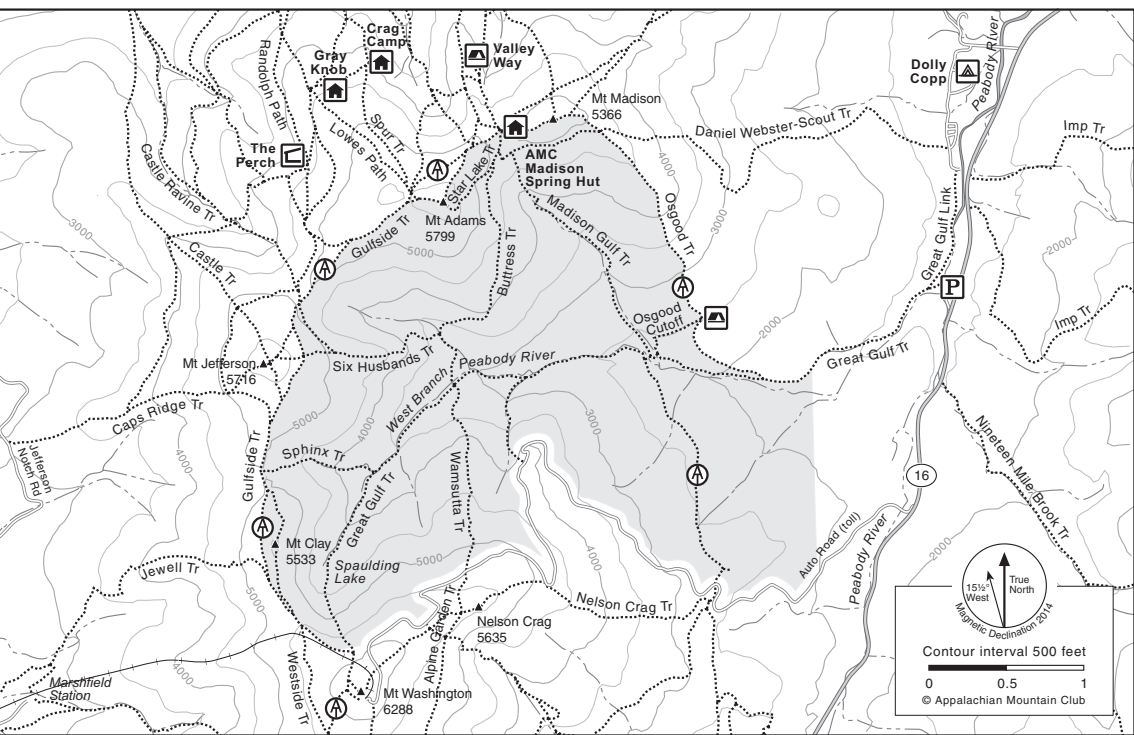 Crag
Camp
Gray
Knob
Valley
Way
Dolly
Copp
Peabody River
Randolph Path
Mt Madison
5366
Daniel Webster-Scout Tr
Imp Tr
Lowes Path
Spur Tr
The
Perch
Star Lake Tr
AMC
Madison
Spring Hut
4000
Castle Ravine Tr
3000
Mt Adams
5799
Madison Gulf Tr
Osgood Tr
3000
Great Gulf Link
2000
Gulfside Tr
5000
Buttress Tr
Castle Tr
P
Osgood
Cutoff
2000
Imp Tr
Mt Jefferson
5716
Six Husbands Tr
Peabody River
Great Gulf Tr
West Branch
Caps Ridge Tr
5000
4000
3000
Jefferson
Notch Rd
Gulfside Tr
Sphinx Tr
4000
Great Gulf Tr
Wamsutta Tr
16
Nineteen Mile Brook Tr
Mt Clay
5533
Spaulding
Lake
5000
4000
Auto Road (toll)
Peabody River
2000
Jewell Tr
5000
Nelson Crag Tr
Nelson Crag
5635
Alpine Garden Tr
Westside Tr
4000
Marshfield
Station
Mt Washington
6288
15½°
West
True
North
Magnetic Declination 2014
Contour interval 500 feet
0 0.5 1
© Appalachian Mountain Club